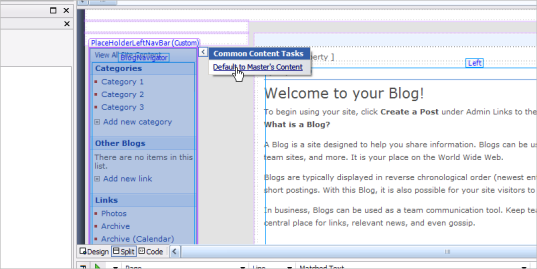 PlaceHolderLeftNavBar (Custom)
View All Site Content
BlogNavigator
Common Content Tasks
Default to Master's Content
Left
Categories
Category 1
Category 2
Category 3
Add new category
Other Blogs
There are no items in this
list.
Add new link
Links
Photos
Archive
Archive (Calendar)
Welcome to your Blog!
To begin using your site, click Create a Post under Admin Links to the
What is a Blog?
A Blog is a site designed to help you share information. Blogs can be us
team sites, and more. It is your place on the World Wide Web.
Blogs are typically displayed in reverse chronological order (newest ent
short postings. With this Blog, it is also possible for your site visitors to
In business, Blogs can be used as a team communication tool. Keep tea
central place for links, relevant news, and even gossip.
Design Split Code
Page Line Matched Text